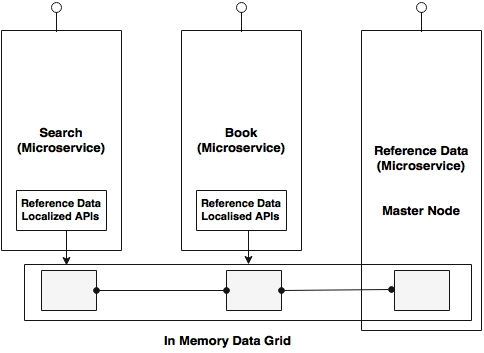 Search
(Microservice)
Reference Data
Localized APIs
Book
(Microservice)
Reference Data
Localised APIs
Reference Data
(Microservice)
Master Node
In Memory Data Grid